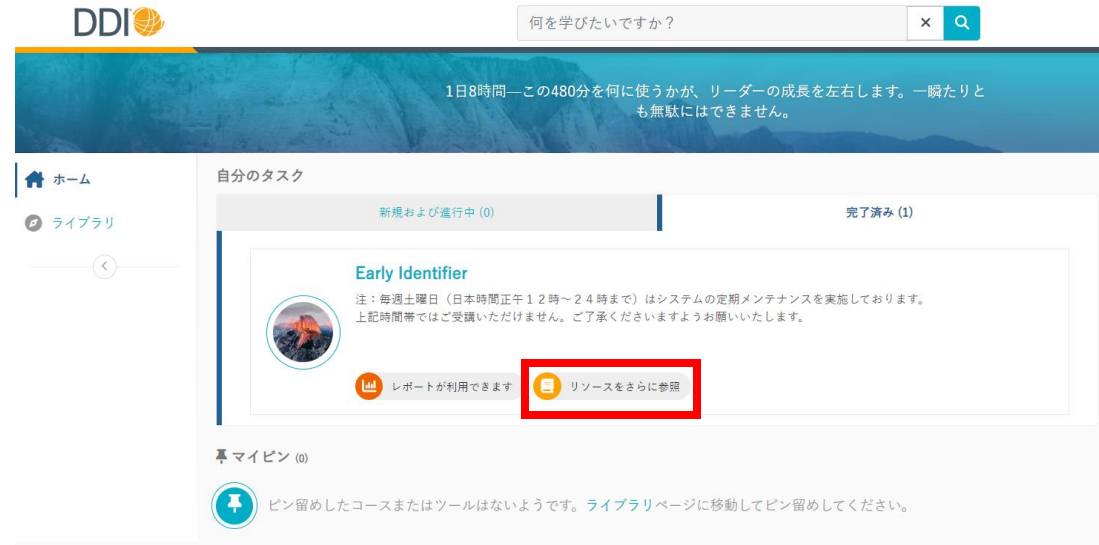 DDI
何を学びたいですか？
1日8時間―この480分を何に使うかが、リーダーの成長を左右します。一瞬たりと
も無駄にはできません。
ホーム
自分のタスク
ライブラリ
新規および進行中 (0)
完了済み (1)
Early Identifier
注：毎週土曜日（日本時間正午１２時～２４時まで）はシステムの定期メンテナンスを実施しております。
上記時間帯ではご受講いただけません。ご了承くださいますようお願いいたします。
レポートが利用できます
リソースをさらに参照
マイピン (0)
ピン留めしたコースまたはツールはないようです。ライブラリページに移動してピン留めしてください。